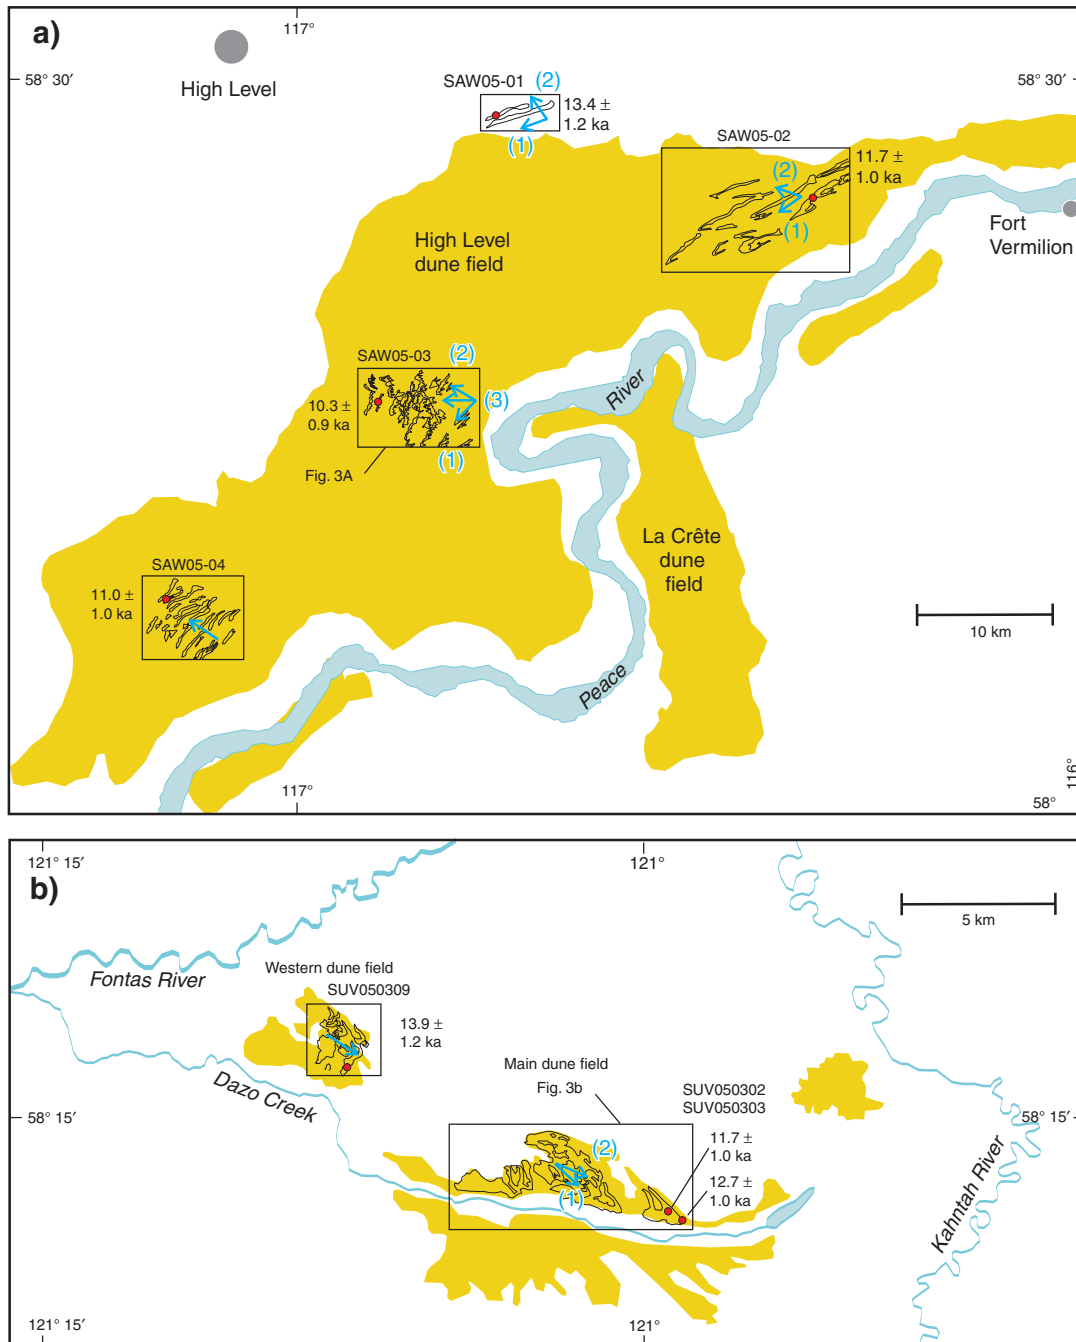 a)
117°
58° 30′
58° 30′
High Level
SAW05-01
(2)
13.4 ±
1.2 ka
(1)
SAW05-02
11.7 ±
1.0 ka
(2)
(1)
Fort
Vermilion
High Level
dune field
SAW05-03
(2)
(3)
10.3 ±
0.9 ka
(1)
Fig. 3A
River
La Crête
dune
field
SAW05-04
11.0 ±
1.0 ka
10 km
Peace
117°
58°
116°
b)
121° 15′
121°
5 km
Fontas River
Western dune field
SUV050309
13.9 ±
1.2 ka
Dazo Creek
Main dune field
Fig. 3b
SUV050302
SUV050303
58° 15′
58° 15′
11.7 ±
1.0 ka
(2)
12.7 ±
1.0 ka
(1)
Kahntah River
121° 15′
121°